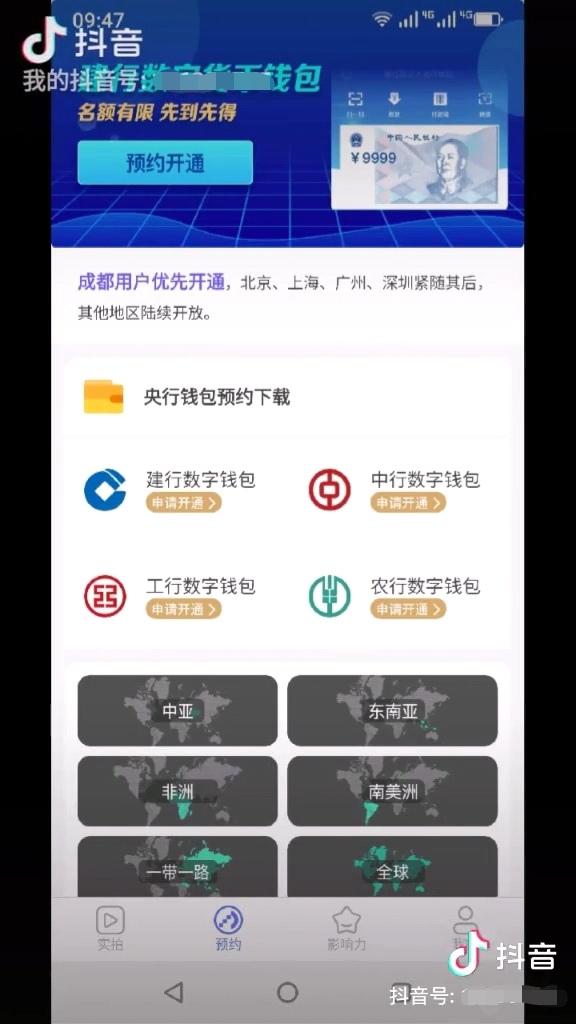 09:47
4G 4G
抖音
我的抖音号:
建行数字货币钱包
名额有限 先到先得
预约开通
中国人民银行
¥9999
成都用户优先开通，北京、上海、广州、深圳紧随其后，
其他地区陆续开放。
央行钱包预约下载
建行数字钱包 中行数字钱包
申请开通 > 申请开通 >
工行数字钱包 农行数字钱包
申请开通 > 申请开通 >
中亚 东南亚
非洲 南美洲
一带一路 全球
实拍 预约 影响力
抖音
抖音号: